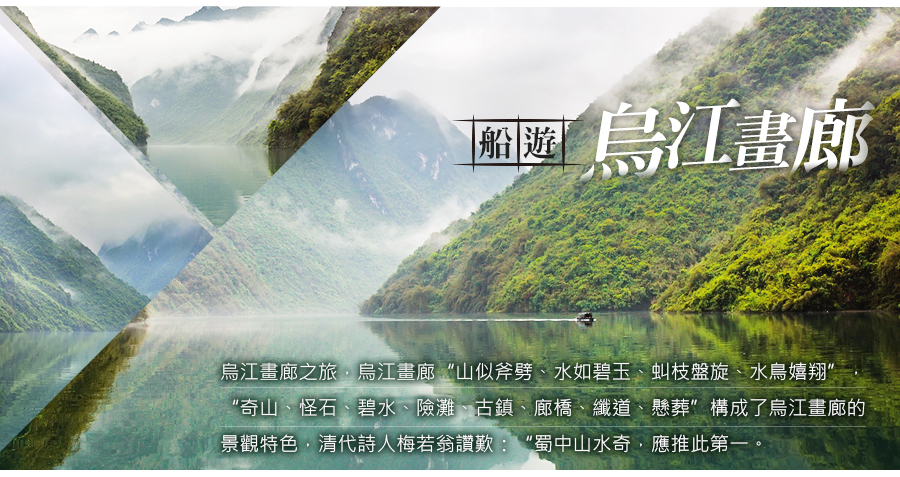 船遊 烏江畫廊
烏江畫廊之旅，烏江畫廊“山似斧劈、水如碧玉、虬枝盤旋、水鳥嬉翔”，
“奇山、怪石、碧水、險灘、古鎮、廊橋、纖道、懸葬”構成了烏江畫廊的
景觀特色，清代詩人梅若翁讚歎：“蜀中山水奇，應推此第一。